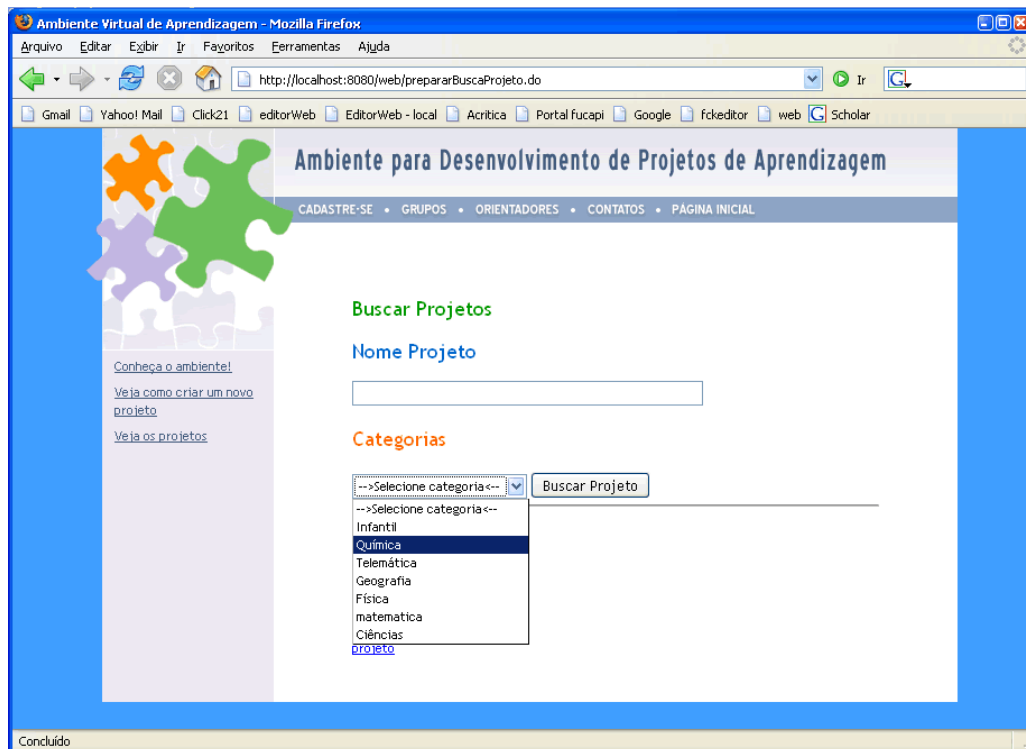 Ambiente Virtual de Aprendizagem - Mozilla Firefox
Arquivo Editar Exibir Ir Favoritos Ferramentas Ajuda
http://localhost:8080/web/prepararBuscaProjeto.do Ir G
Gmail Yahoo! Mail Click21 editorWeb EditorWeb - local Acritica Portal fucapi Google fckeditor web G Scholar
Ambiente para Desenvolvimento de Projetos de Aprendizagem
CADASTRE-SE • GRUPOS • ORIENTADORES • CONTATOS • PÁGINA INICIAL
Conheça o ambiente!
Veja como criar um novo
projeto
Veja os projetos
Buscar Projetos
Nome Projeto
Categorias
-->Selecione categoria<-- Buscar Projeto
-->Selecione categoria<--
Infantil
Química
Telemática
Geografia
Física
matematica
Ciências
projeto
Concluído